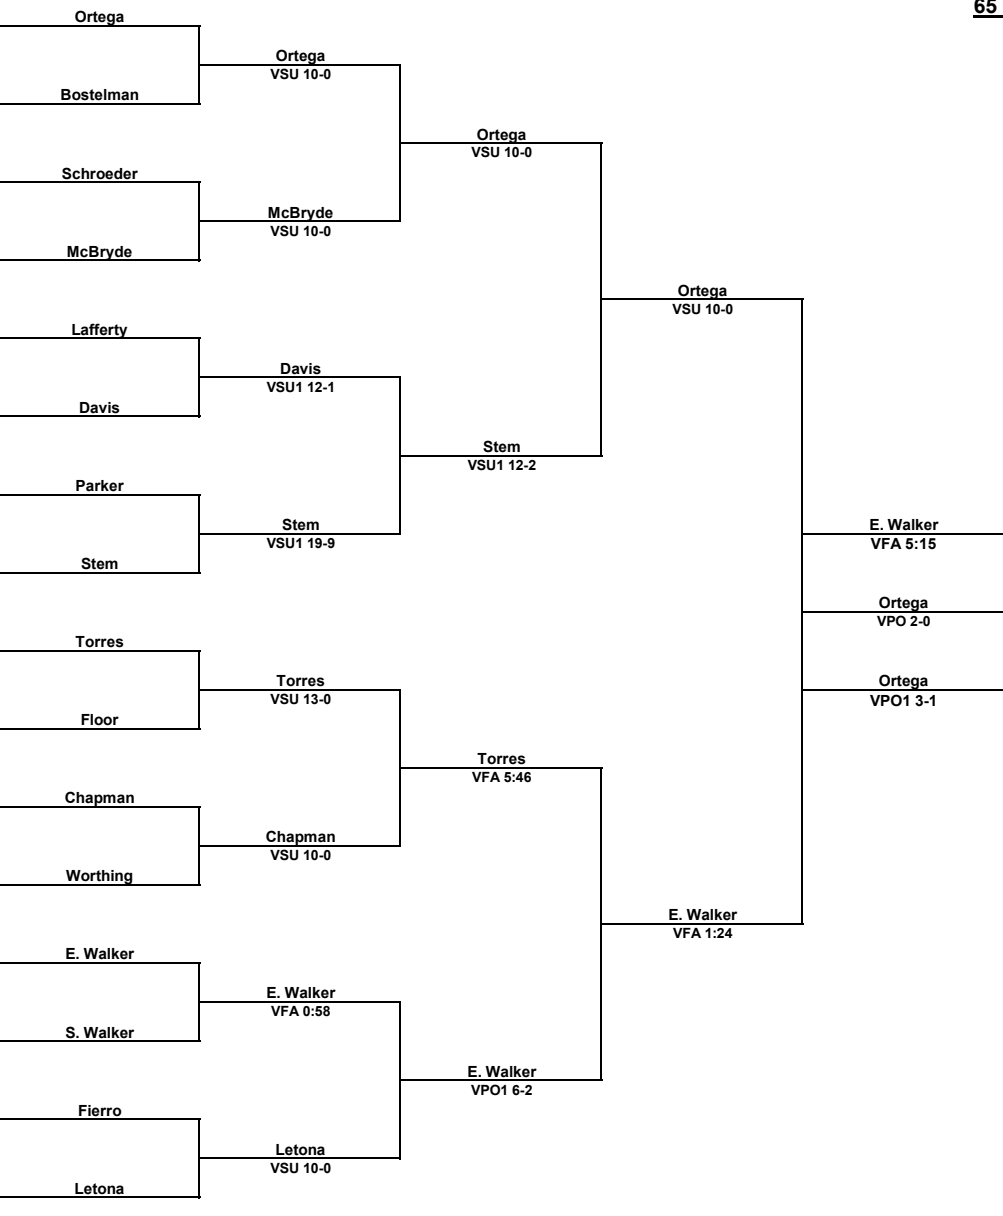 65
Ortega
Bostelman
Schroeder
McBryde
Lafferty
Davis
Parker
Stem
Torres
Floor
Chapman
Worthing
E. Walker
S. Walker
Fierro
Letona
Ortega
VSU 10-0
McBryde
VSU 10-0
Davis
VSU1 12-1
Stem
VSU1 19-9
Torres
VSU 13-0
Chapman
VSU 10-0
E. Walker
VFA 0:58
Letona
VSU 10-0
Ortega
VSU 10-0
Stem
VSU1 12-2
Torres
VFA 5:46
E. Walker
VPO1 6-2
Ortega
VSU 10-0
E. Walker
VFA 1:24
E. Walker
VFA 5:15
Ortega
VPO 2-0
Ortega
VPO1 3-1